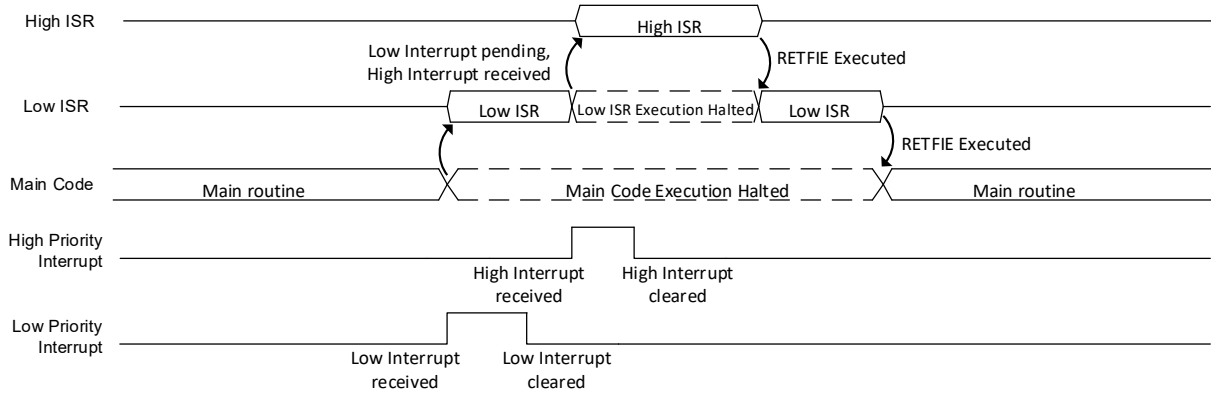 High ISR
High ISR
Low Interrupt pending,
High Interrupt received
RETFIE Executed
Low ISR
Low ISR
Low ISR Execution Halted
Low ISR
RETFIE Executed
Main Code
Main routine
Main Code Execution Halted
Main routine
High Priority
Interrupt
High Interrupt
received
High Interrupt
cleared
Low Priority
Interrupt
Low Interrupt
received
Low Interrupt
cleared